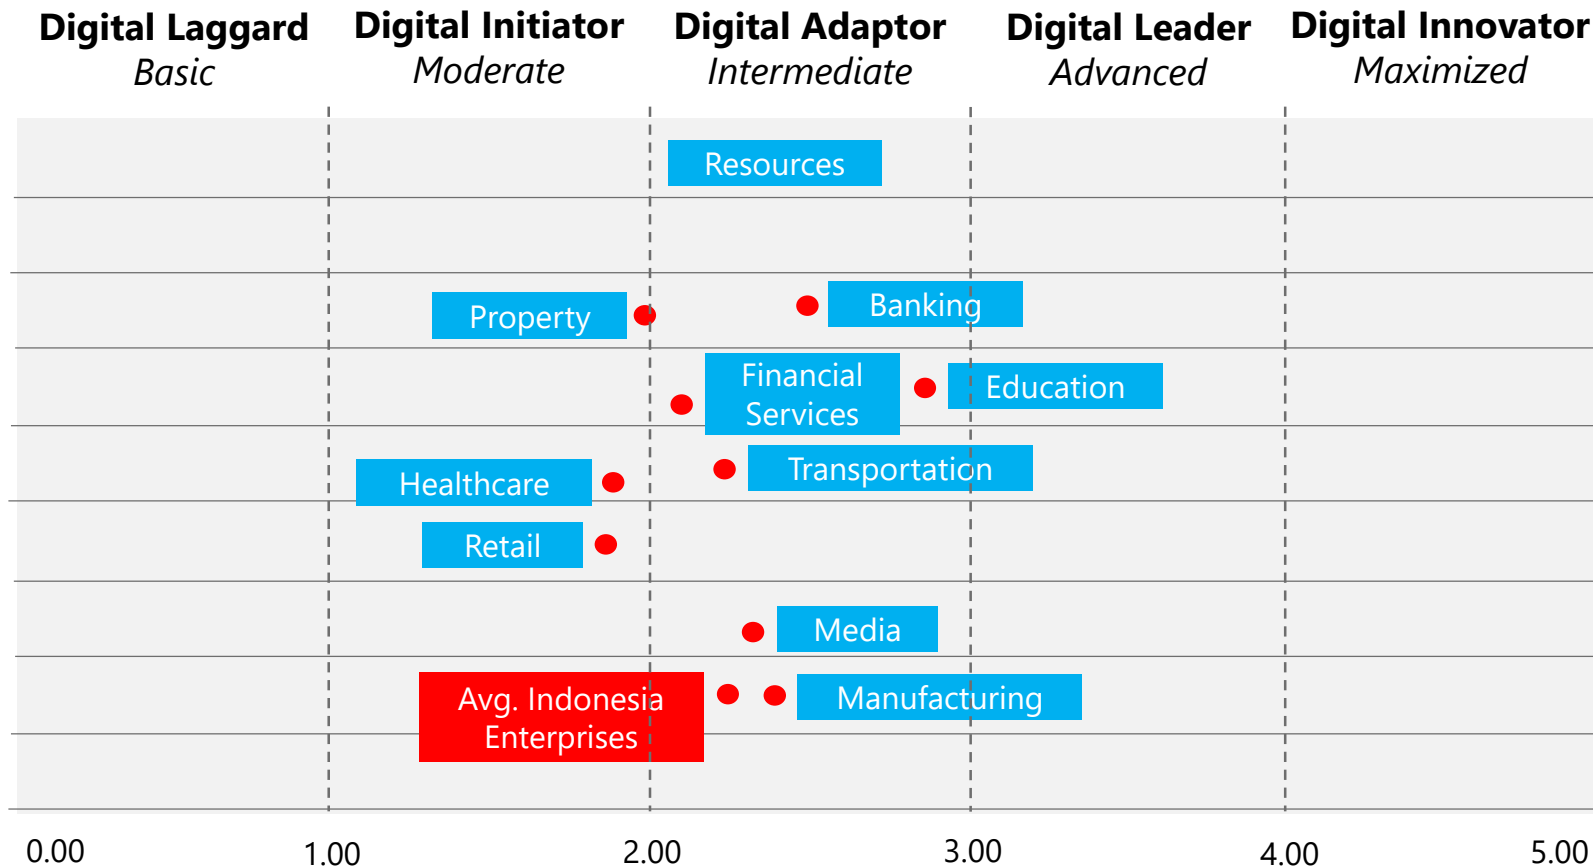 Digital Laggard
Basic
Digital Initiator
Moderate
Digital Adaptor
Intermediate
Digital Leader
Advanced
Digital Innovator
Maximized
Resources
Property
Banking
Financial
Services
Education
Healthcare
Transportation
Retail
Media
Avg. Indonesia
Enterprises
Manufacturing
0.00
1.00
2.00
3.00
4.00
5.00